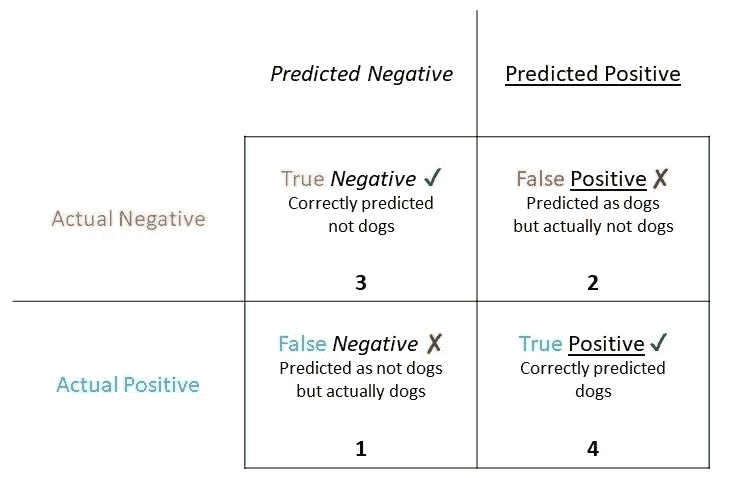 Predicted Negative
Predicted Positive
Actual Negative
True Negative ✓
Correctly predicted
not dogs
3
False Positive ✗
Predicted as dogs
but actually not dogs
2
Actual Positive
False Negative ✗
Predicted as not dogs
but actually dogs
1
True Positive ✓
Correctly predicted
dogs
4